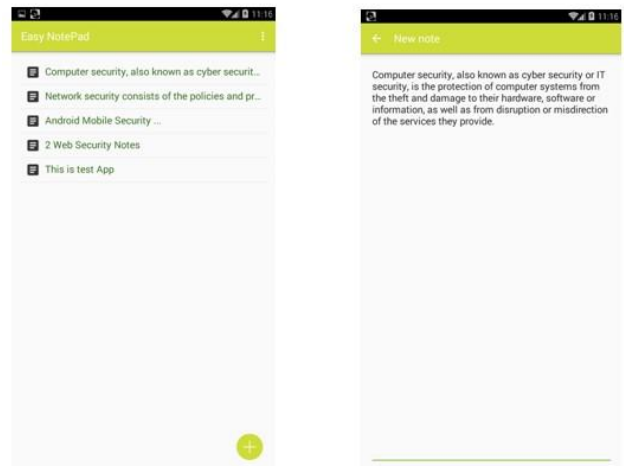 11:16
Easy NotePad
Computer security, also known as cyber securit...
Network security consists of the policies and pr...
Android Mobile Security ...
2 Web Security Notes
This is test App
11:16
New note
Computer security, also known as cyber security or IT
security, is the protection of computer systems from
the theft and damage to their hardware, software or
information, as well as from disruption or misdirection
of the services they provide.